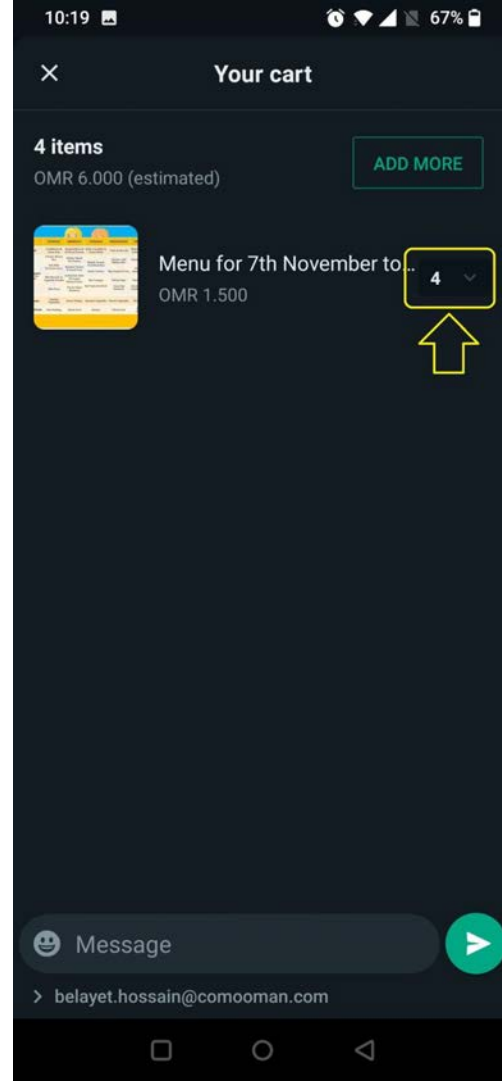 10:19
67%
Your cart
4 items
OMR 6.000 (estimated)
ADD MORE
Menu for 7th November to...
OMR 1.500
4
Message
belayet.hossain@comooman.com